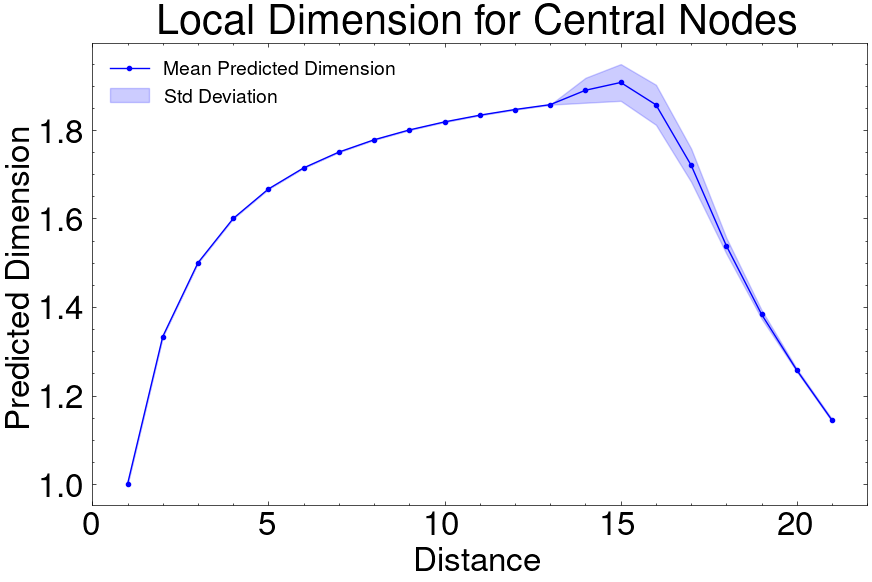 Local Dimension for Central Nodes
Mean Predicted Dimension
Std Deviation
Predicted Dimension
1.8
1.6
1.4
1.2
1.0
0 5 10 15 20
Distance